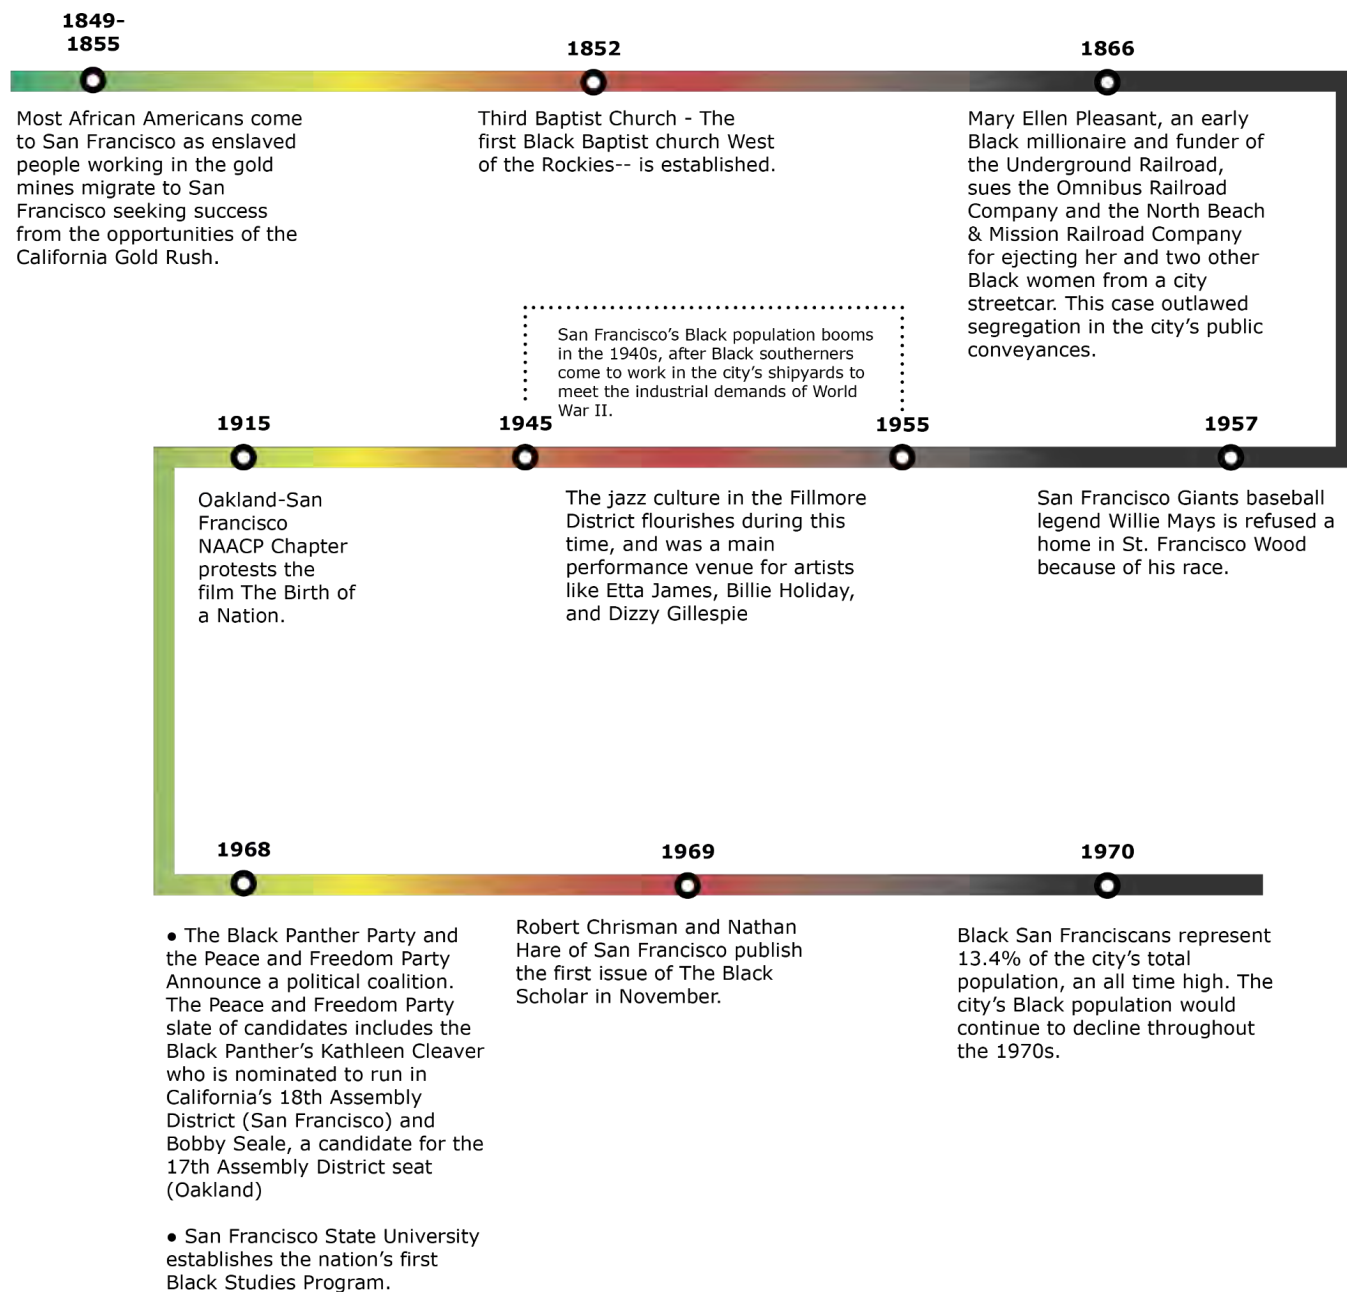 1849-
1855
Most African Americans come
to San Francisco as enslaved
people working in the gold
mines migrate to San
Francisco seeking success
from the opportunities of the
California Gold Rush.
1852
Third Baptist Church - The
first Black Baptist church West
of the Rockies-- is established.
1866
Mary Ellen Pleasant, an early
Black millionaire and funder of
the Underground Railroad,
sues the Omnibus Railroad
Company and the North Beach
& Mission Railroad Company
for ejecting her and two other
Black women from a city
streetcar. This case outlawed
segregation in the city's public
conveyances.
San Francisco's Black population booms
in the 1940s, after Black southerners
come to work in the city's shipyards to
meet the industrial demands of World
War II.
1915
Oakland-San
Francisco
NAACP Chapter
protests the
film The Birth of
a Nation.
1945
1955
The jazz culture in the Fillmore
District flourishes during this
time, and was a main
performance venue for artists
like Etta James, Billie Holiday,
and Dizzy Gillespie
1957
San Francisco Giants baseball
legend Willie Mays is refused a
home in St. Francisco Wood
because of his race.
1968
● The Black Panther Party and
the Peace and Freedom Party
Announce a political coalition.
The Peace and Freedom Party
slate of candidates includes the
Black Panther's Kathleen Cleaver
who is nominated to run in
California's 18th Assembly
District (San Francisco) and
Bobby Seale, a candidate for the
17th Assembly District seat
(Oakland)
● San Francisco State University
establishes the nation's first
Black Studies Program.
1969
Robert Chrisman and Nathan
Hare of San Francisco publish
the first issue of The Black
Scholar in November.
1970
Black San Franciscans represent
13.4% of the city's total
population, an all time high. The
city's Black population would
continue to decline throughout
the 1970s.